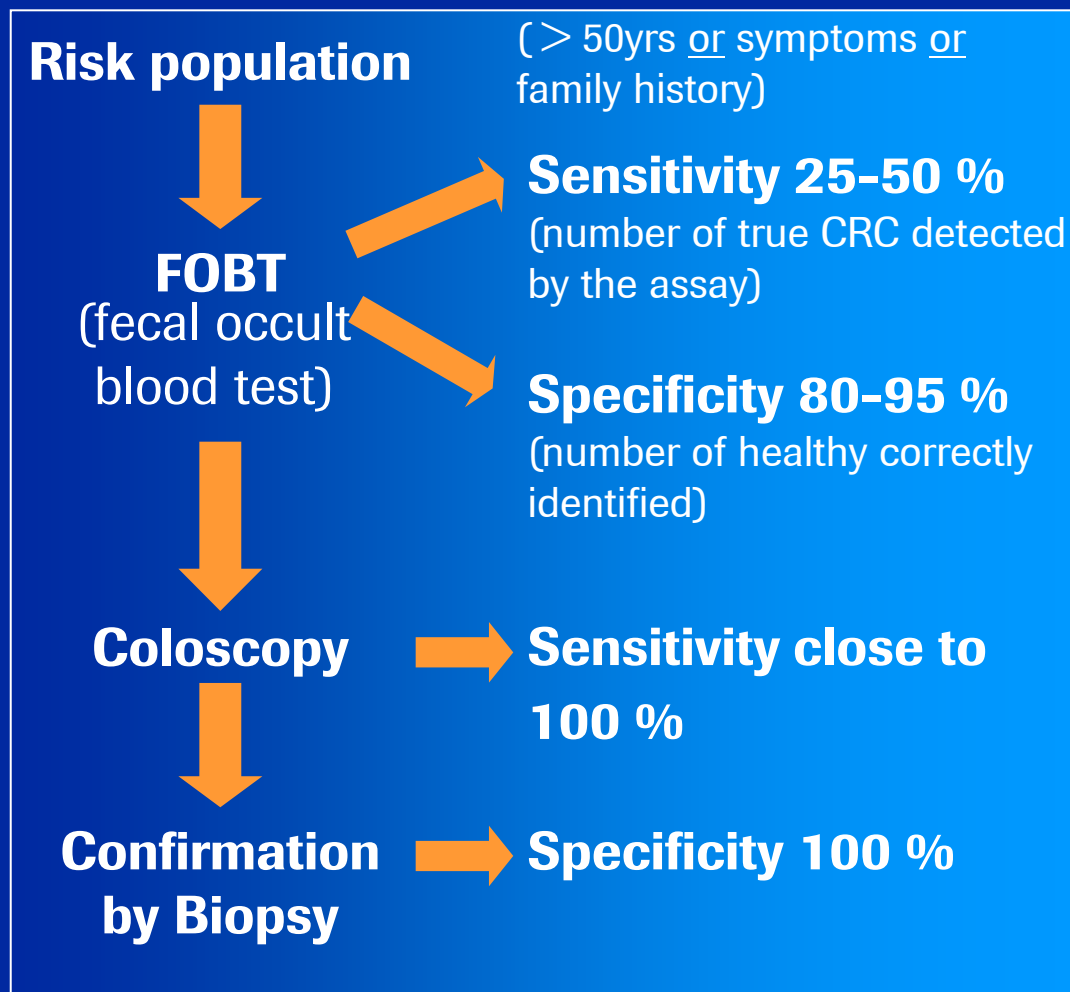 Risk population
( > 50yrs or symptoms or
family history)
FOBT
(fecal occult
blood test)
Sensitivity 25-50 %
(number of true CRC detected
by the assay)
Specificity 80-95 %
(number of healthy correctly
identified)
Coloscopy
Sensitivity close to
100 %
Confirmation
by Biopsy
Specificity 100 %